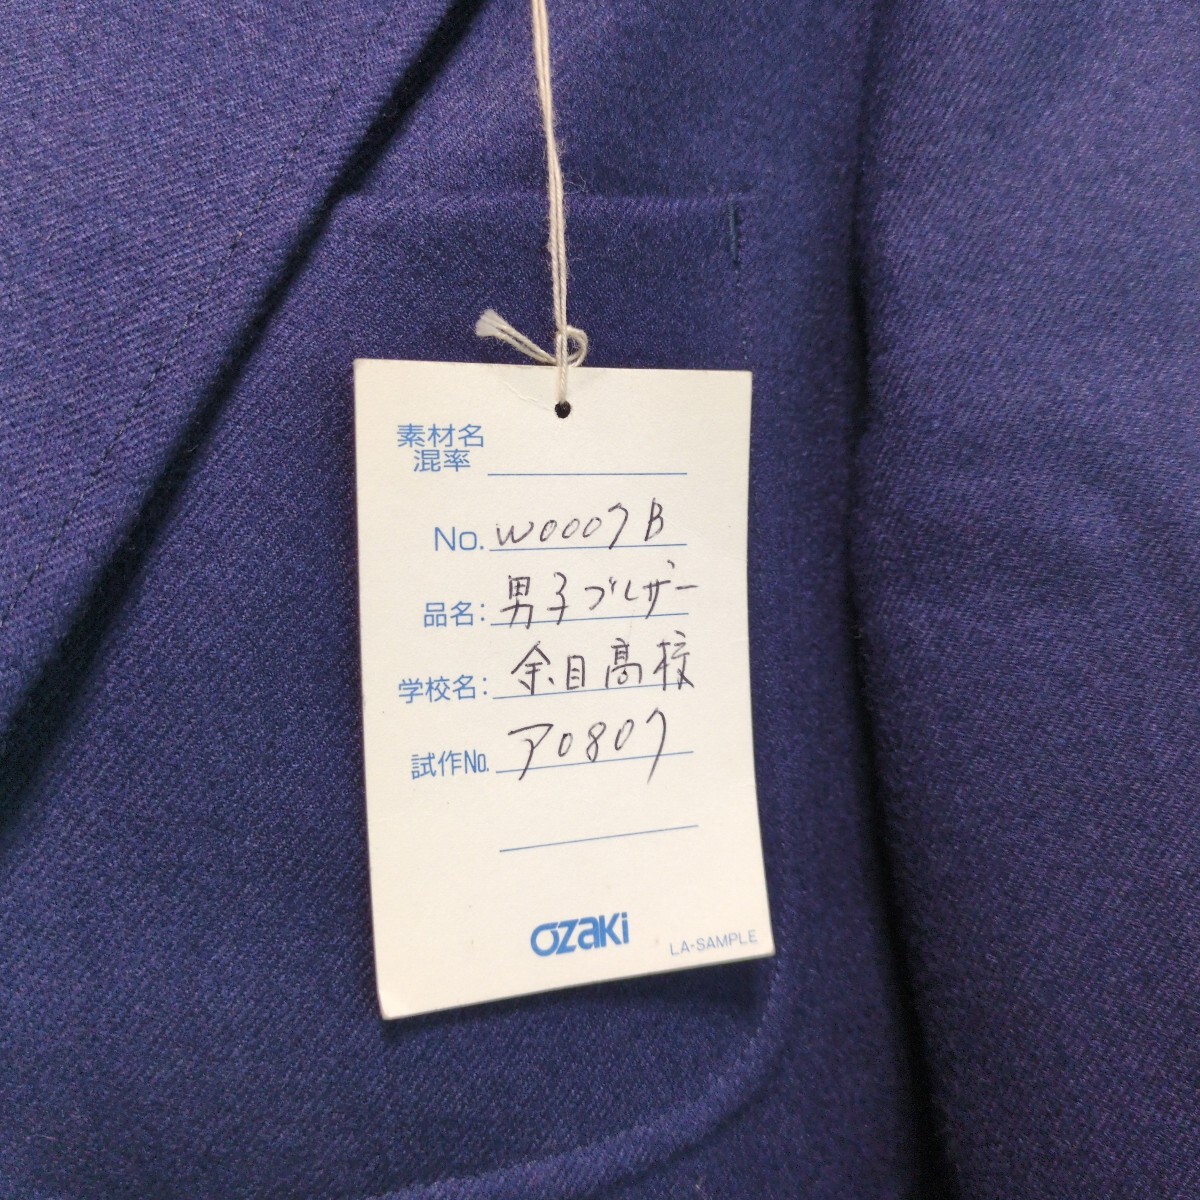 素材名
混率
No. W0007B
品名: 男子ブレザー
学校名: 余目高校
試作No. ア0807
OZAKI
LA-SAMPLE